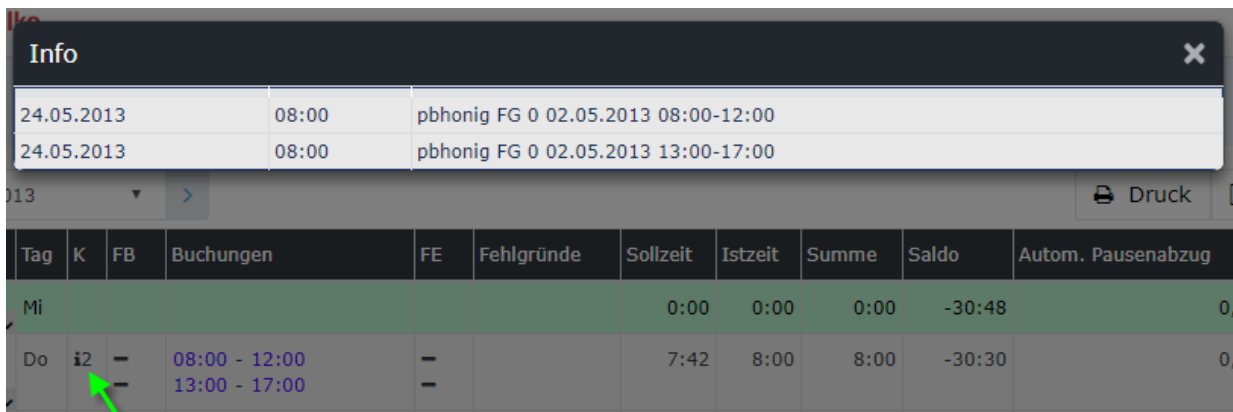 Info
24.05.2013 08:00 pbhonig FG 0 02.05.2013 08:00-12:00
24.05.2013 08:00 pbhonig FG 0 02.05.2013 13:00-17:00
Druck
Tag K FB Buchungen FE Fehlgründe Sollzeit Istzeit Summe Saldo Autom. Pausenabzug
Mi 0:00 0:00 0:00 -30:48
Do i2 – 08:00 - 12:00 – 7:42 8:00 8:00 -30:30
– 13:00 - 17:00 –